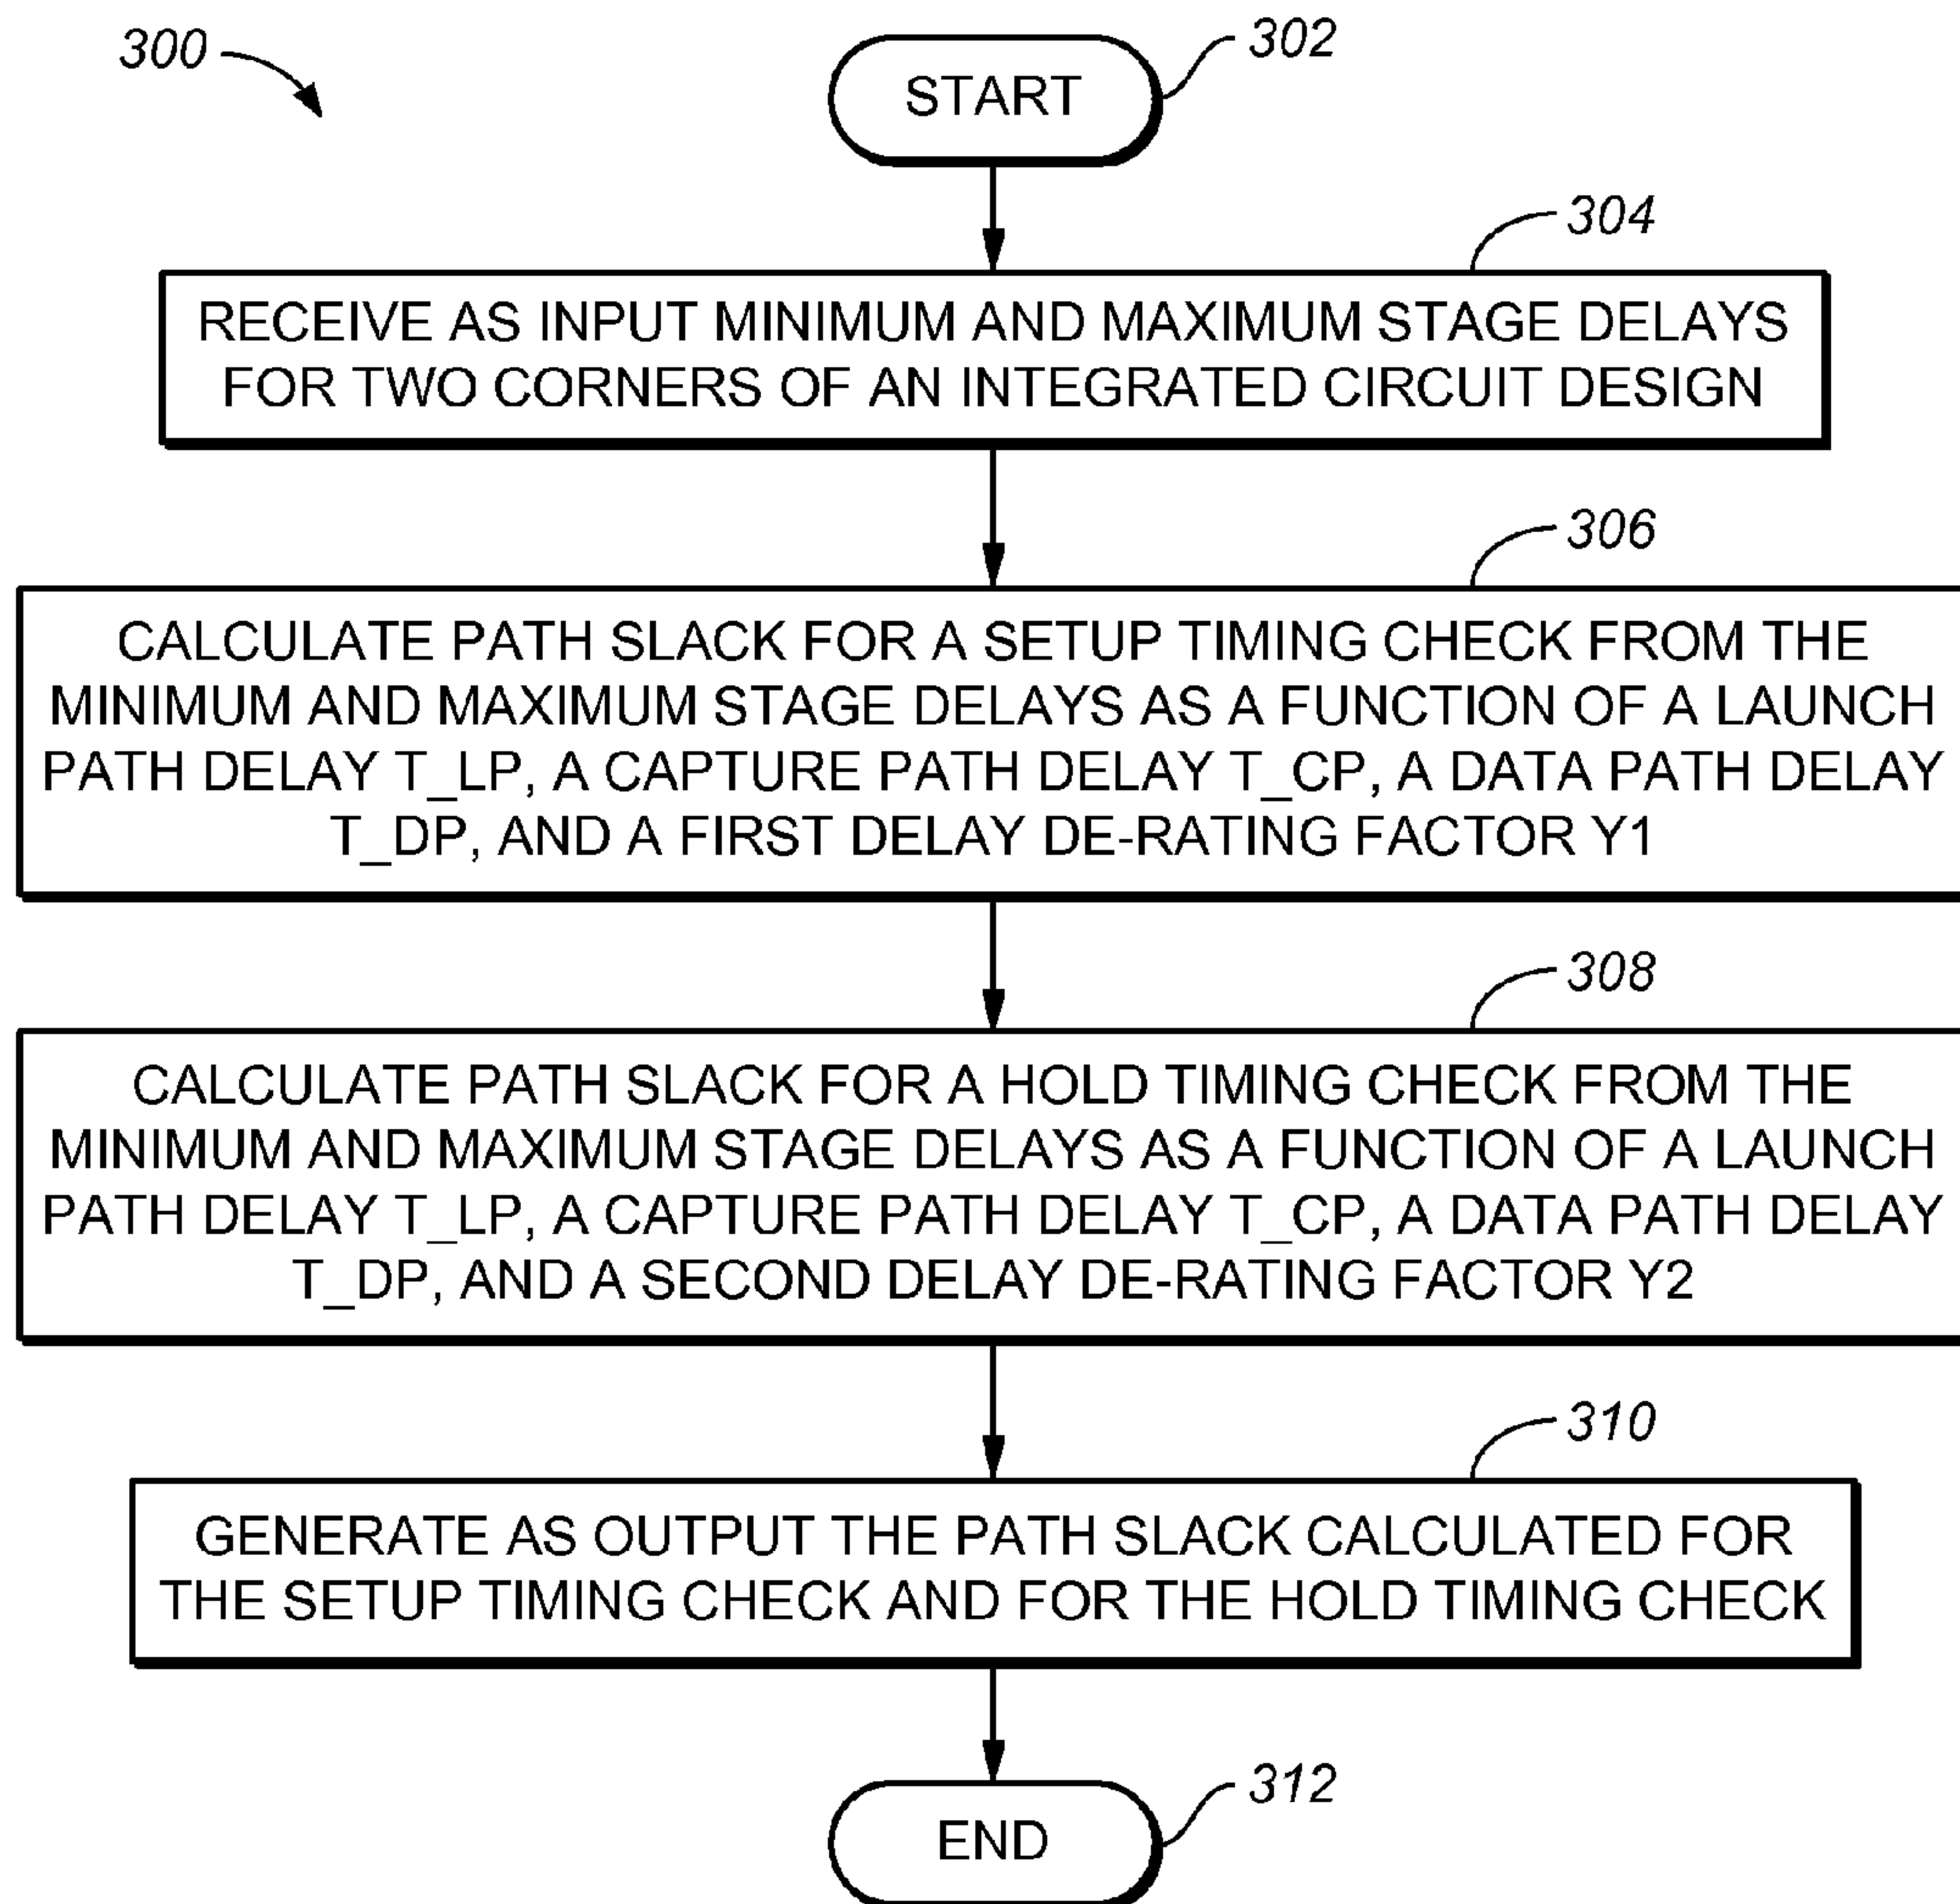 300
302
START
304
RECEIVE AS INPUT MINIMUM AND MAXIMUM STAGE DELAYS
FOR TWO CORNERS OF AN INTEGRATED CIRCUIT DESIGN
306
CALCULATE PATH SLACK FOR A SETUP TIMING CHECK FROM THE
MINIMUM AND MAXIMUM STAGE DELAYS AS A FUNCTION OF A LAUNCH
PATH DELAY T_LP, A CAPTURE PATH DELAY T_CP, A DATA PATH DELAY
T_DP, AND A FIRST DELAY DE-RATING FACTOR Y1
308
CALCULATE PATH SLACK FOR A HOLD TIMING CHECK FROM THE
MINIMUM AND MAXIMUM STAGE DELAYS AS A FUNCTION OF A LAUNCH
PATH DELAY T_LP, A CAPTURE PATH DELAY T_CP, A DATA PATH DELAY
T_DP, AND A SECOND DELAY DE-RATING FACTOR Y2
310
GENERATE AS OUTPUT THE PATH SLACK CALCULATED FOR
THE SETUP TIMING CHECK AND FOR THE HOLD TIMING CHECK
312
END